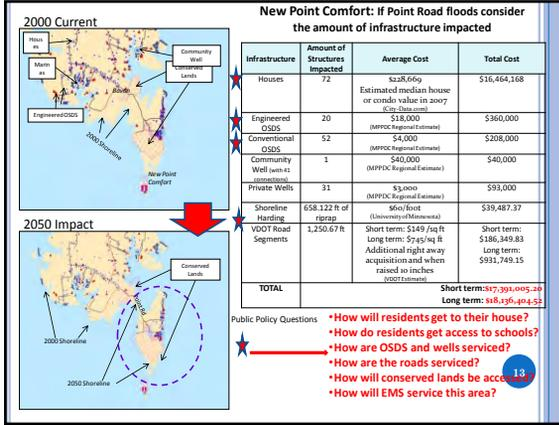 New Point Comfort: If Point Road floods consider
the amount of infrastructure impacted
2000 Current
Hous
es
Marin
as
Engineered OSDS
Community
Well
Conserved
Lands
2000 Shoreline
New Point
Comfort
2050 Impact
Conserved
Lands
Point Rd
2000 Shoreline
2050 Shoreline
Infrastructure
Amount of
Structures
Impacted
Average Cost
Total Cost
Houses
72
$228,669
Estimated median house
or condo value in 2007
(City-Data.com)
$16,464,168
Engineered
OSDS
20
$18,000
(MPPDC Regional Estimate)
$360,000
Conventional
OSDS
52
$4,000
(MPPDC Regional Estimate)
$208,000
Community
Well (with 41
connections)
1
$40,000
(MPPDC Regional Estimate)
$40,000
Private Wells
31
$3,000
(MPPDC Regional Estimate)
$93,000
Shoreline
Harding
658.12 ft of
riprap
$60/foot
(University of Minnesota)
$39,487.37
VDOT Road
Segments
1,250.67 ft
Short term: $149 /sq ft
Long term: $745/sq ft
Additional right away
acquisition and when
raised 10 inches
(VDOT Estimate)
Short term:
$186,349.83
Long term:
$931,749.15
TOTAL
Short term:$17,391,005.20
Long term: $18,136,404.52
Public Policy Questions
•How will residents get to their house?
•How do residents get access to schools?
•How are OSDS and wells serviced?
•How are the roads serviced?
•How will conserved lands be accessed?
•How will EMS service this area?
13